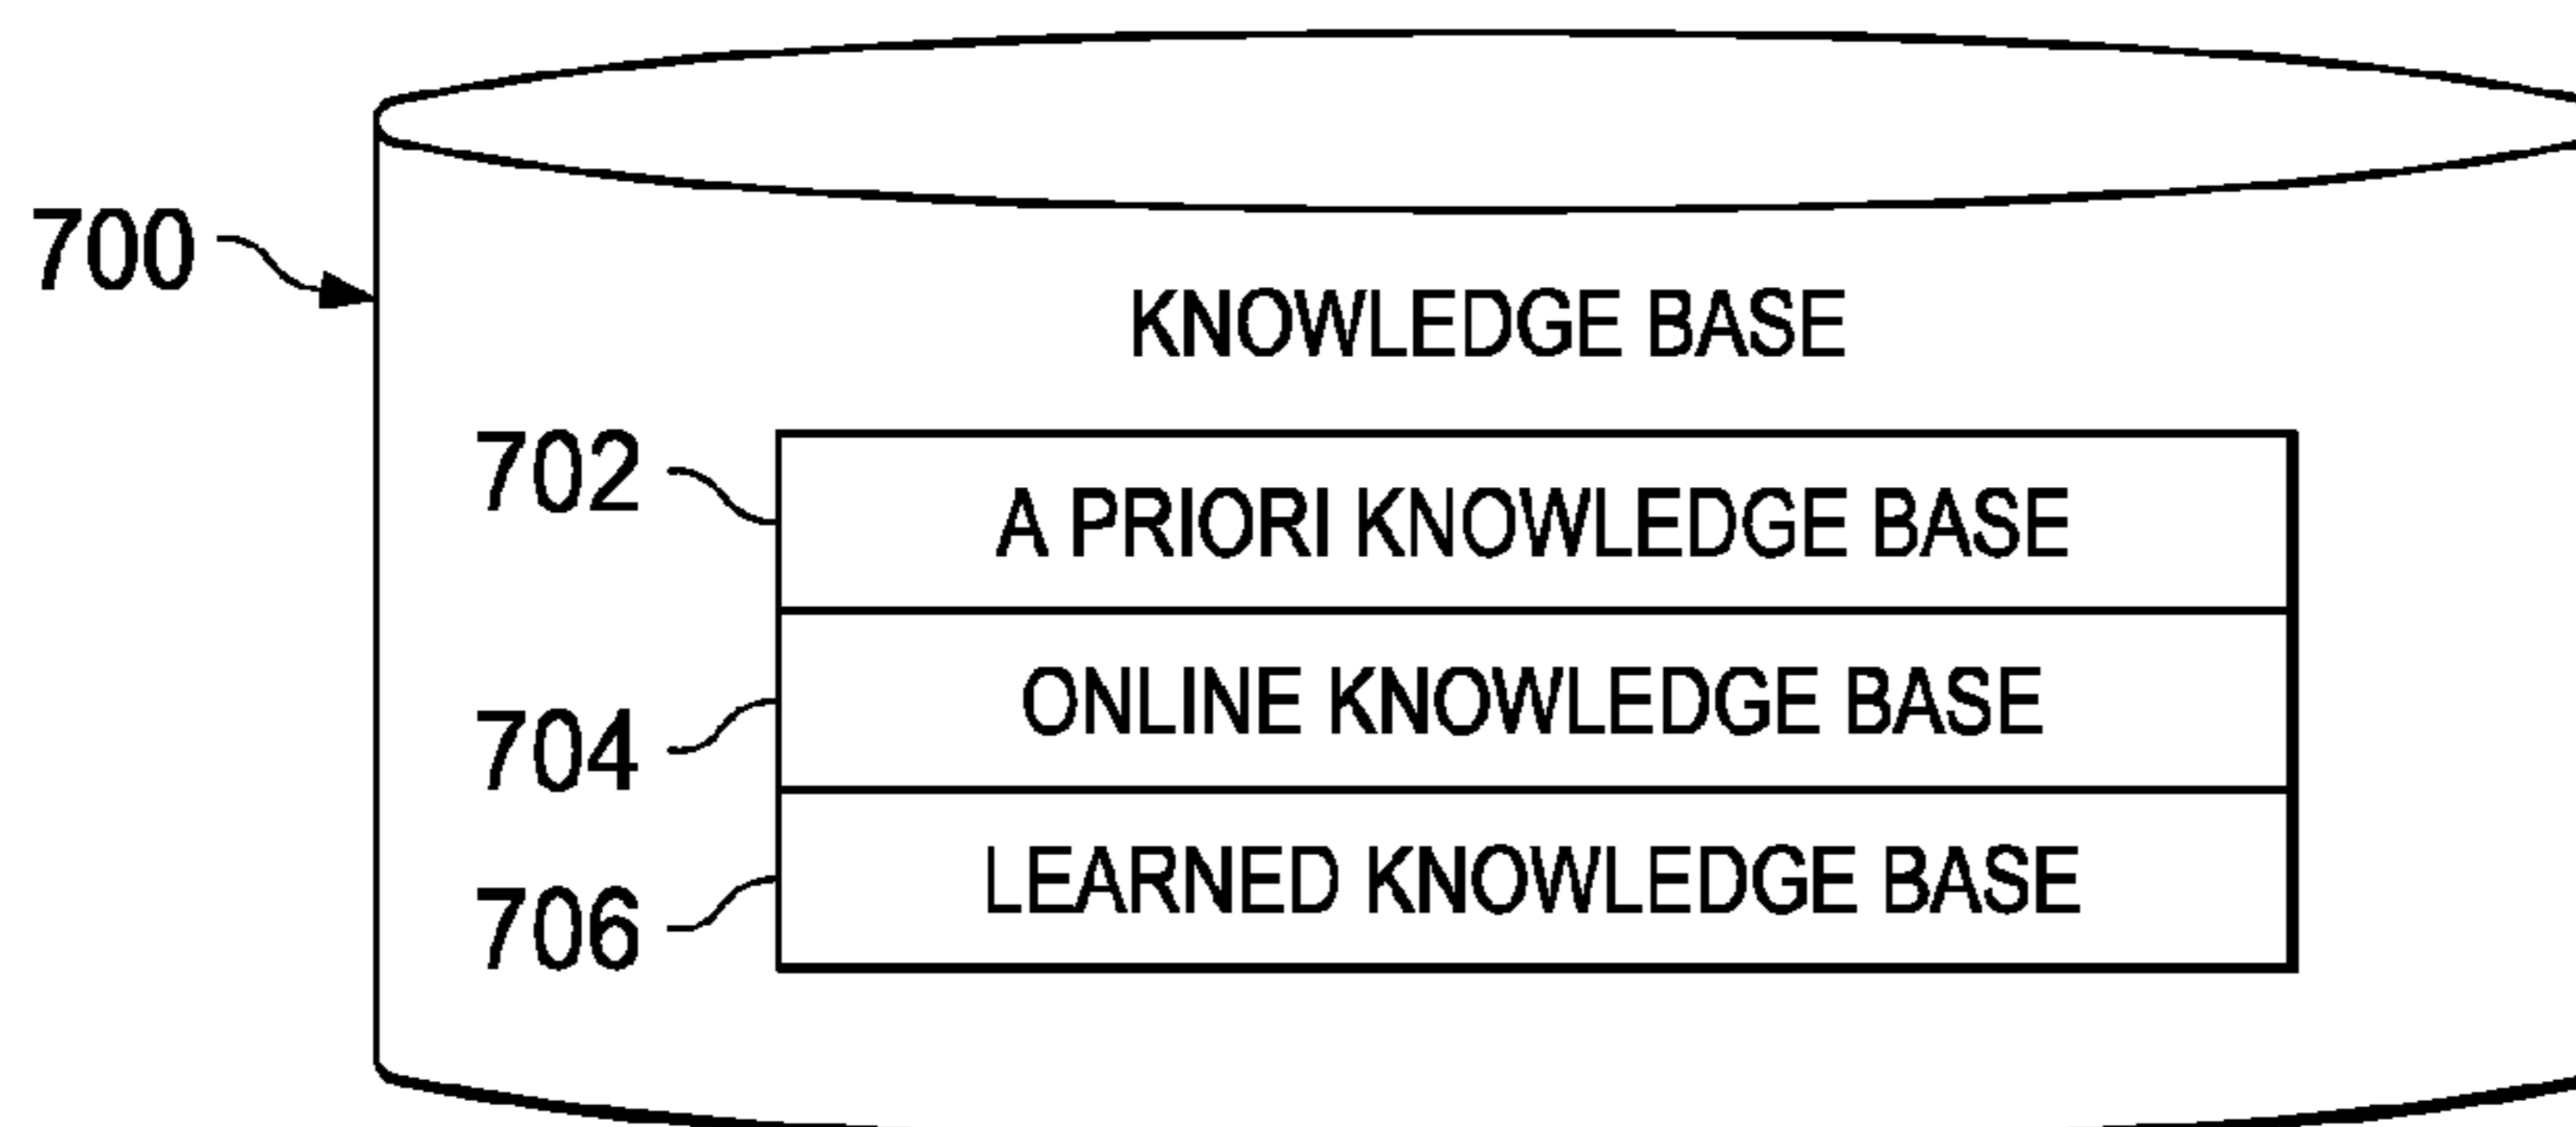 700
KNOWLEDGE BASE
702
A PRIORI KNOWLEDGE BASE
704
ONLINE KNOWLEDGE BASE
706
LEARNED KNOWLEDGE BASE